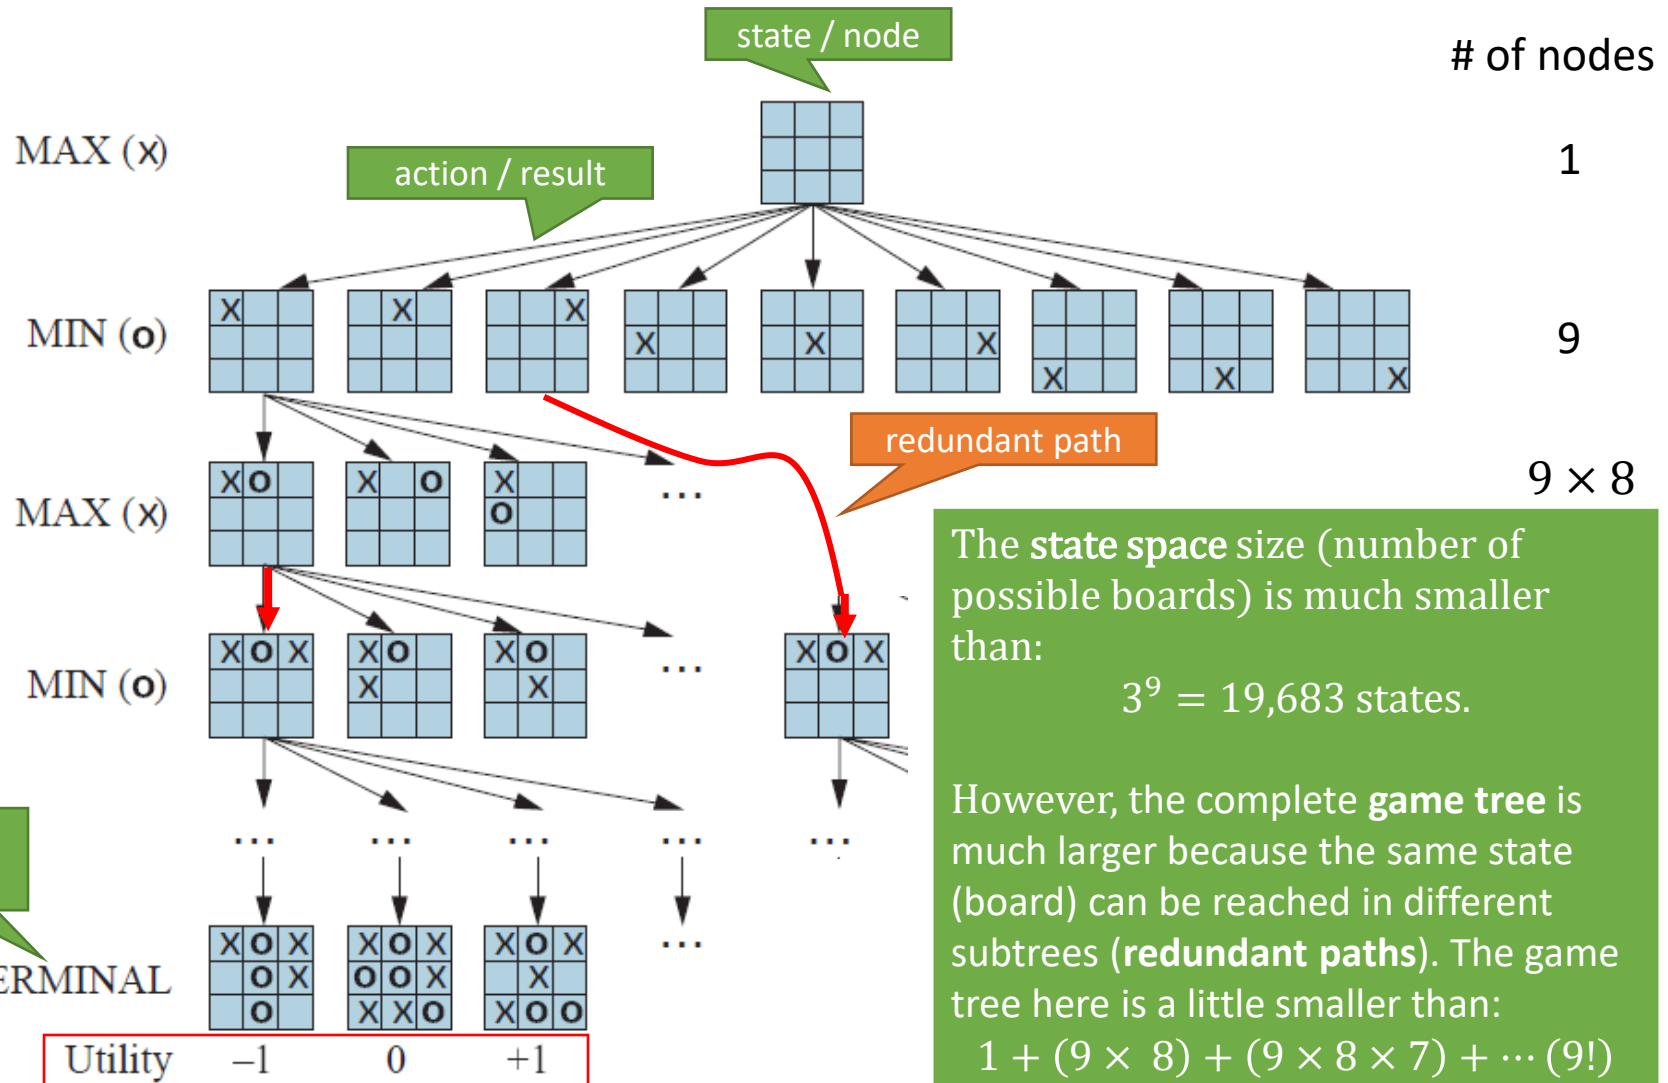 state / node
# of nodes
MAX (x)
1
action / result
X X X
MIN (o)
X X X
9
X X X
redundant path
9 × 8
X O X O X
MAX (x)
O
...
The state space size (number of
possible boards) is much smaller
than:
3⁹ = 19,683 states.
X O X X O X O X O X
MIN (o)
X X
...
However, the complete game tree is
much larger because the same state
(board) can be reached in different
subtrees (redundant paths). The game
tree here is a little smaller than:
1 + (9 × 8) + (9 × 8 × 7) + ⋯ (9!)
... ... ... ... ...
X O X X O X X O X
O X O O X X
...
ERMINAL
O X X O X O O
Utility −1 0 +1